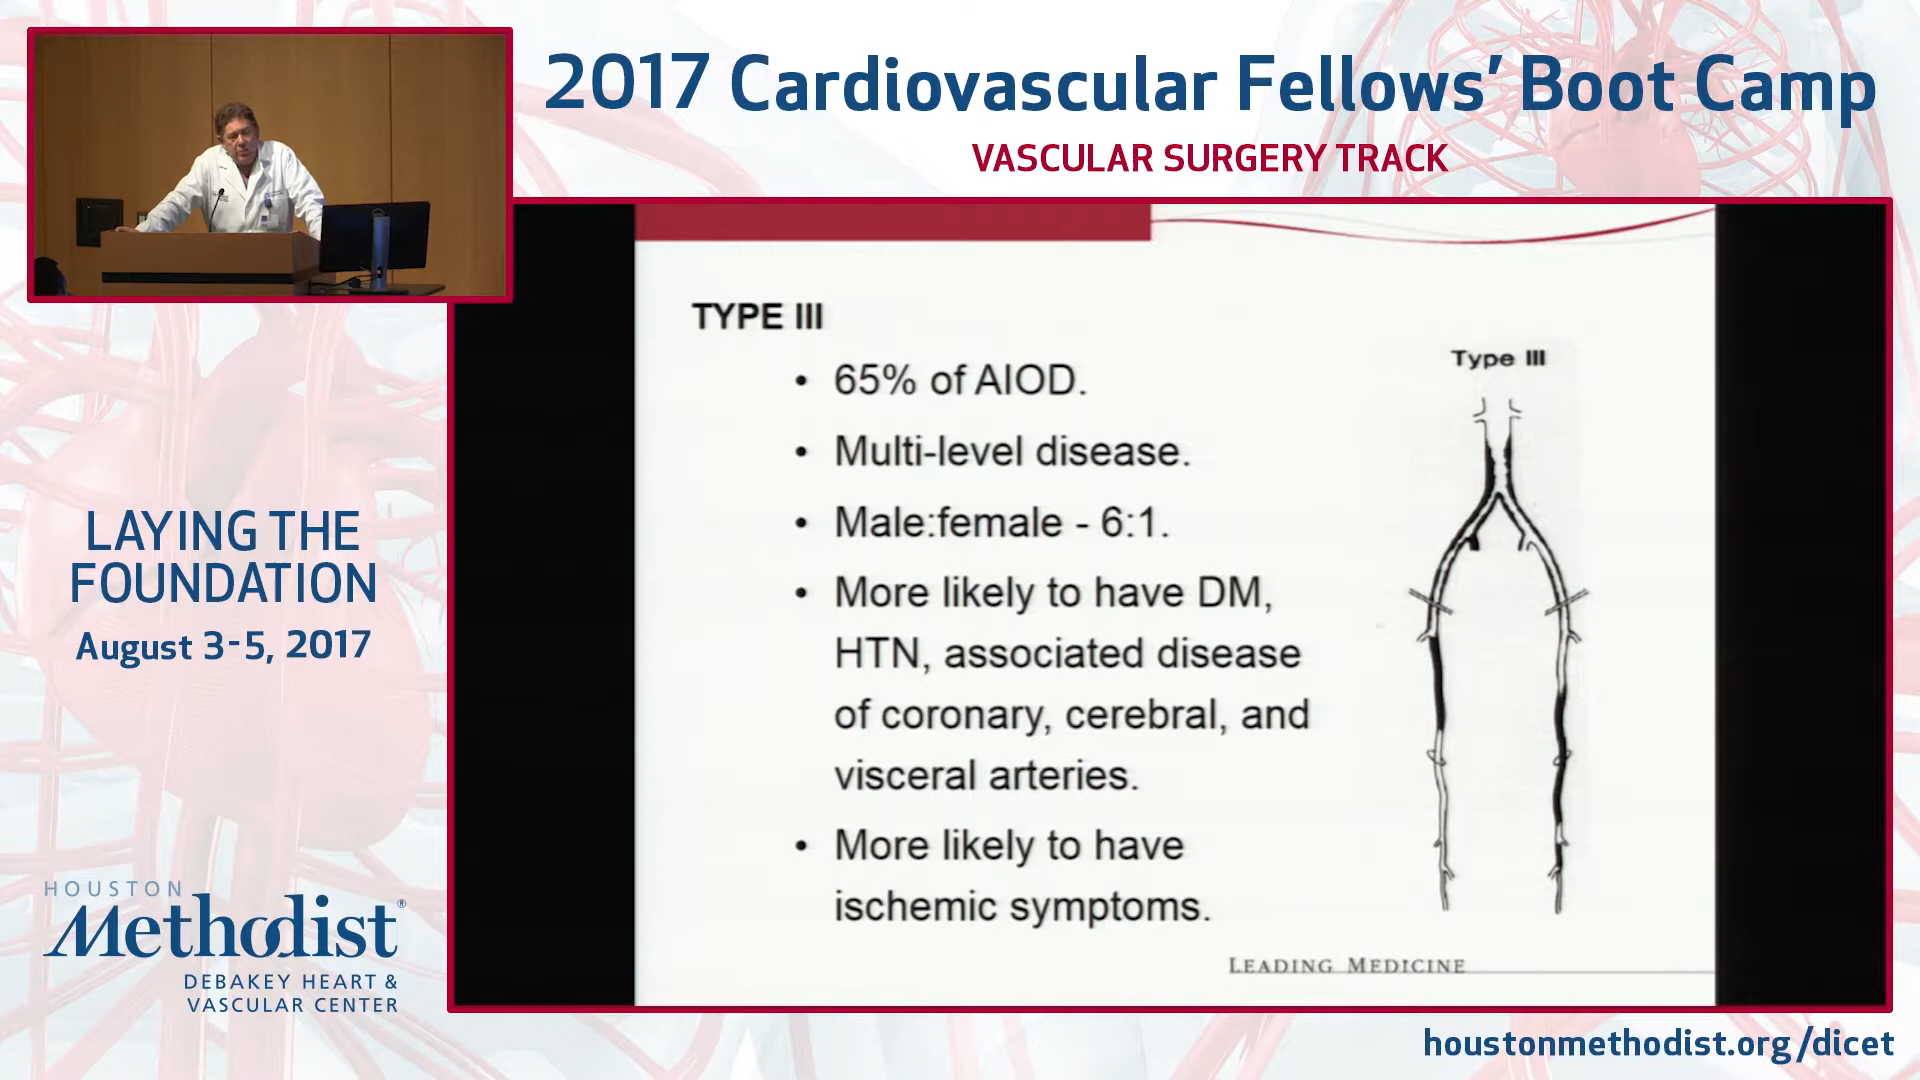 2017 Cardiovascular Fellows’ Boot Camp
VASCULAR SURGERY TRACK
TYPE III
• 65% of AIOD.
• Multi-level disease.
• Male:female - 6:1.
• More likely to have DM,
HTN, associated disease
of coronary, cerebral, and
visceral arteries.
• More likely to have
ischemic symptoms.
Type III
LEADING MEDICINE
LAYING THE
FOUNDATION
August 3-5, 2017
HOUSTON
Methodist®
DEBAKEY HEART &
VASCULAR CENTER
houstonmethodist.org/dicet